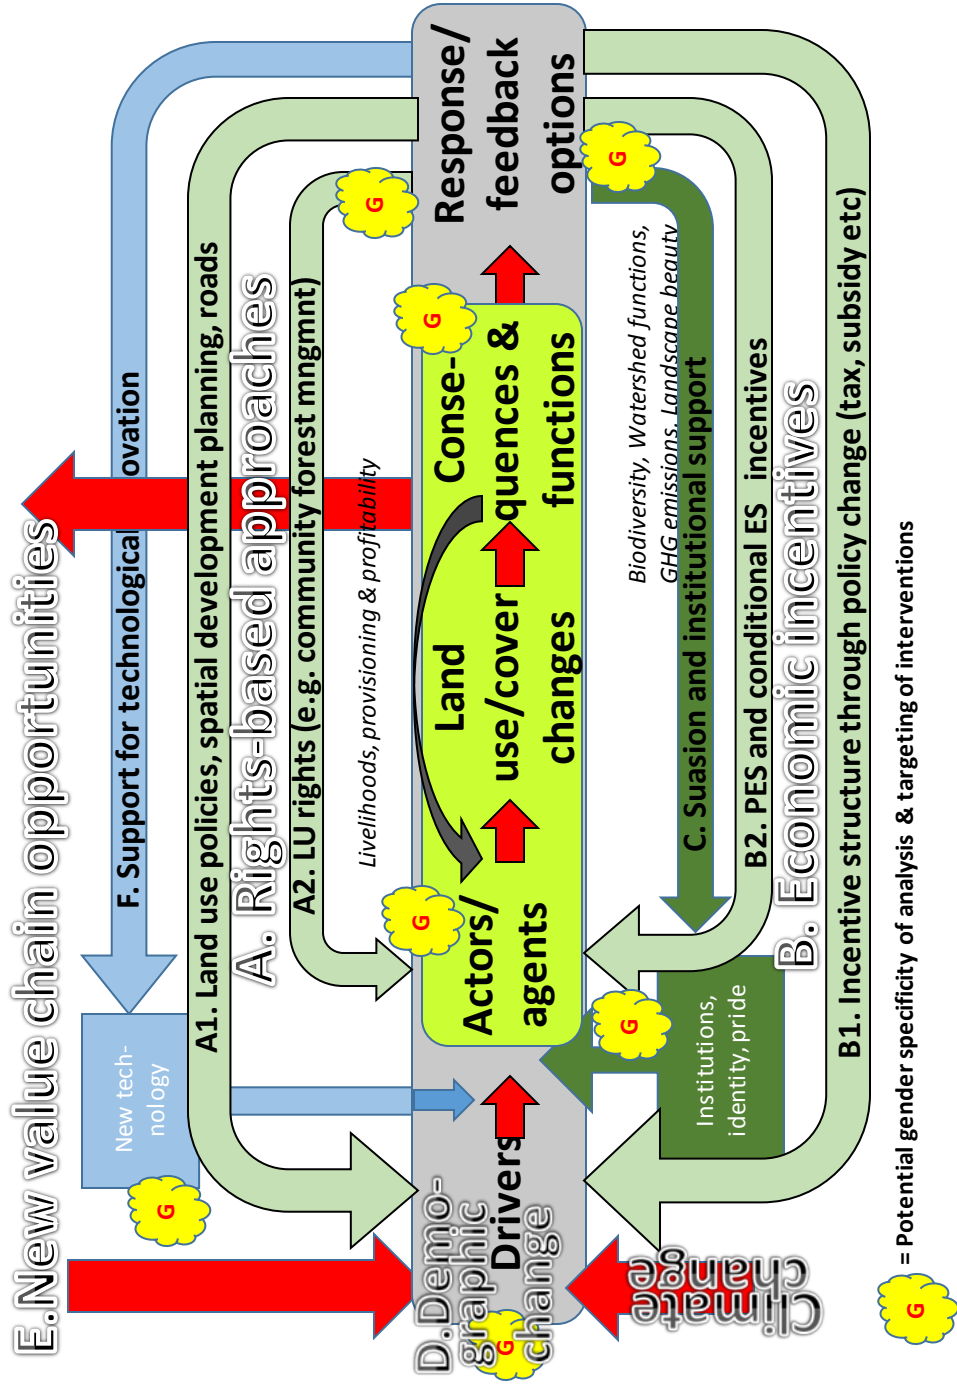 E.New value chain opportunities
F. Support for technological
ovation
New tech-
nology
A1. Land use policies, spatial development planning, roads
A. Rights-based approaches
A2. LU rights (e.g. community forest mngmnt)
Livelihoods, provisioning & profitability
G
G
G
G
D.Demo-
graphic
change
G
Drivers
Actors/
agents
Land
use/cover
changes
Conse-
quences &
functions
Response/
feedback
options
G
G
Biodiversity, Watershed functions,
GHG emissions, Landscape beauty
C. Suasion and institutional support
Institutions,
identity, pride
B2. PES and conditional ES incentives
B. Economic incentives
Climate
change
B1. Incentive structure through policy change (tax, subsidy etc)
G
= Potential gender specificity of analysis & targeting of interventions